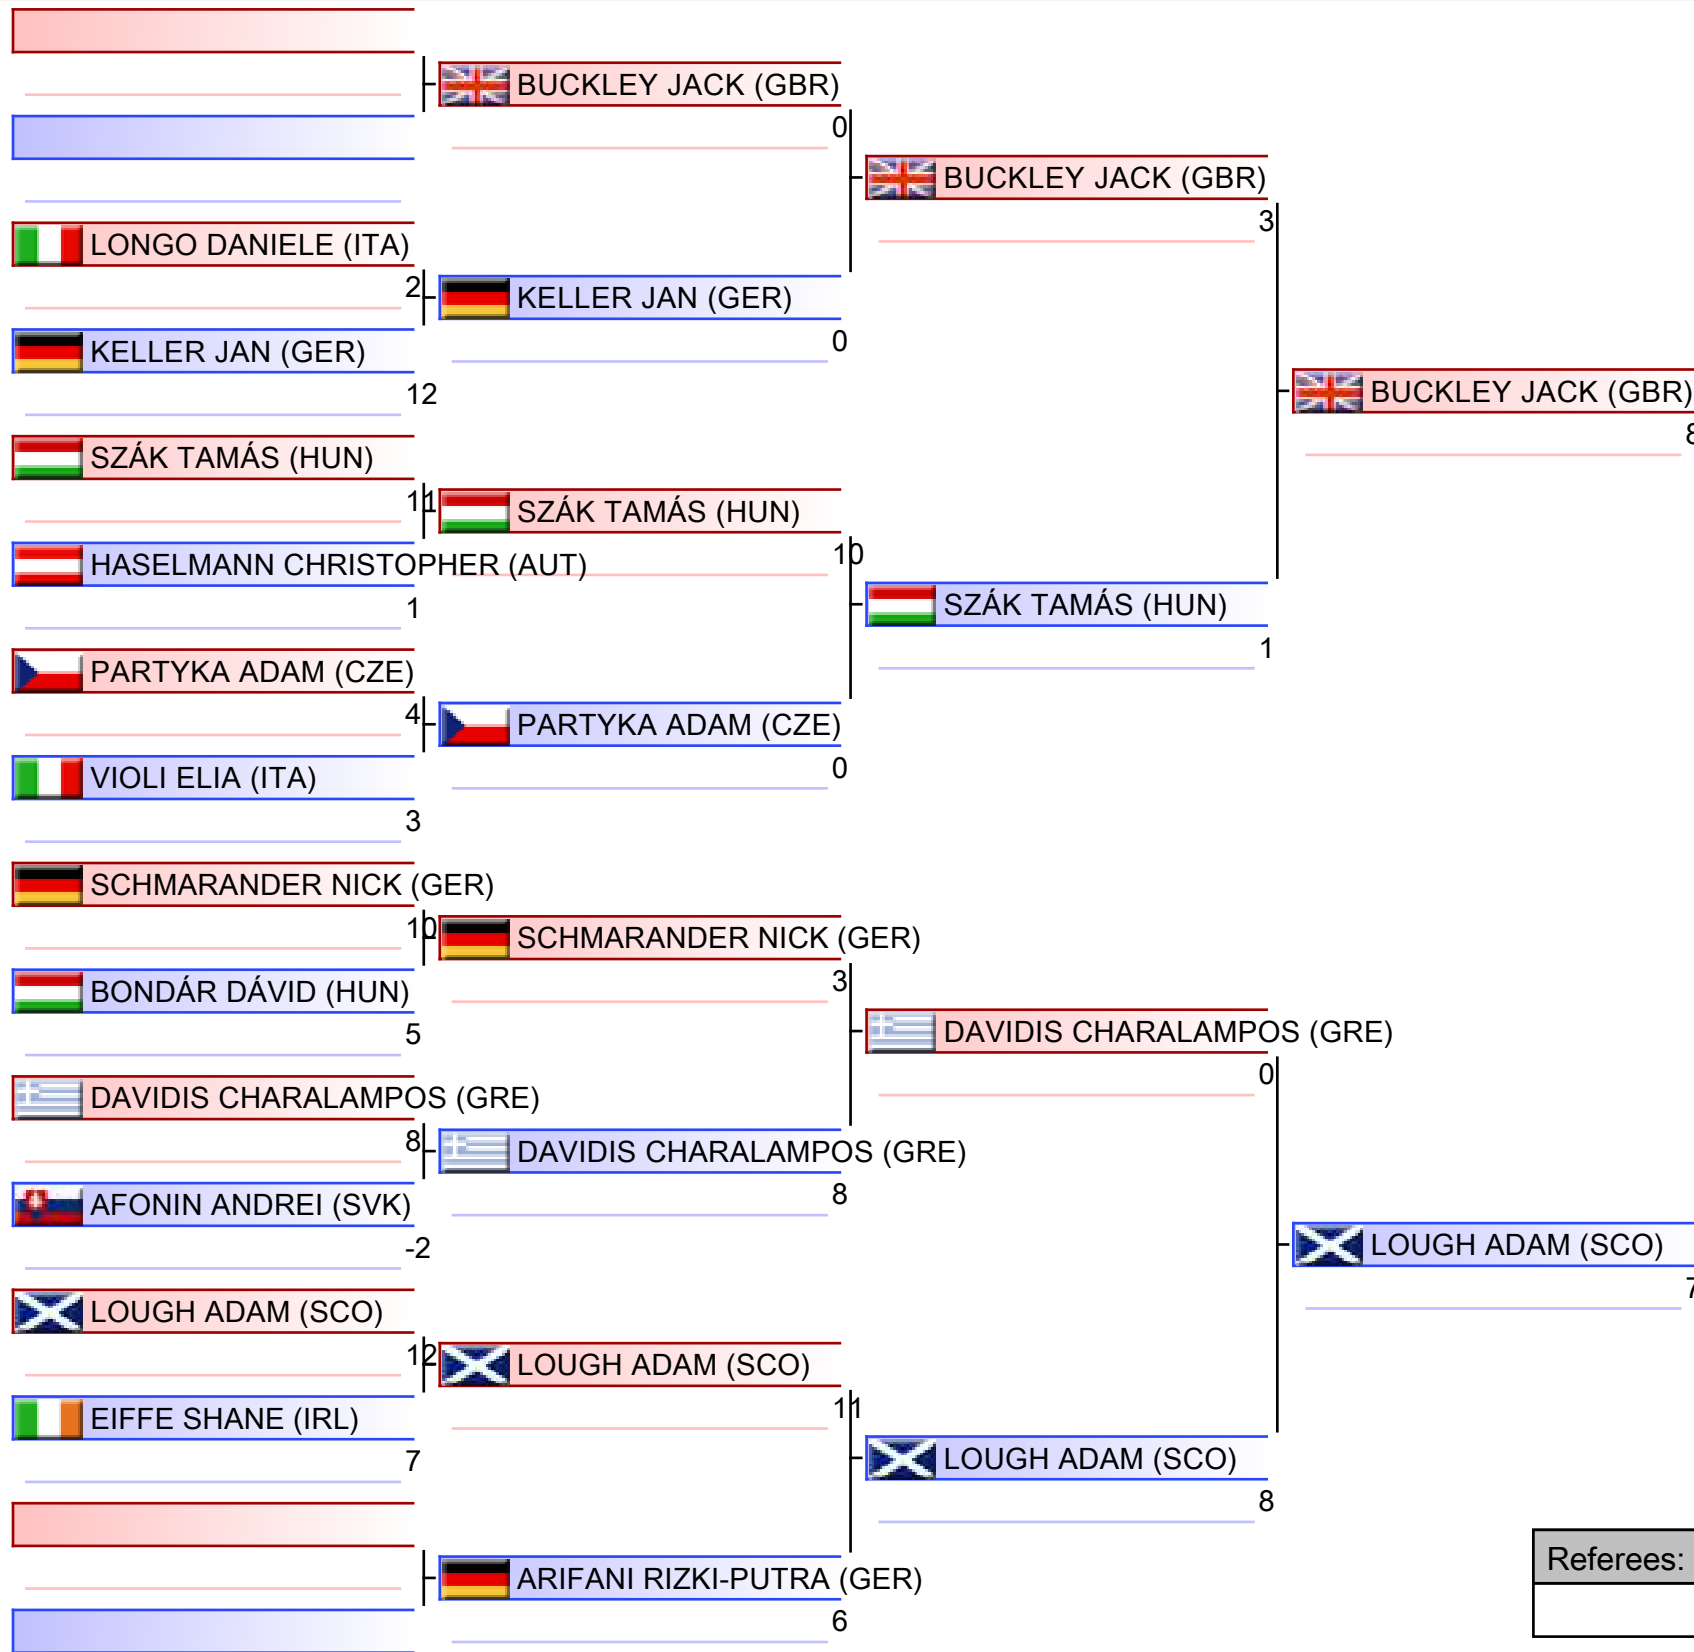 BUCKLEY JACK (GBR)
0
LONGO DANIELE (ITA)
2
KELLER JAN (GER)
0
KELLER JAN (GER)
12
BUCKLEY JACK (GBR)
3
SZÁK TAMÁS (HUN)
11
SZÁK TAMÁS (HUN)
10
HASELMANN CHRISTOPHER (AUT)
1
PARTYKA ADAM (CZE)
4
PARTYKA ADAM (CZE)
0
VIOLI ELIA (ITA)
3
SZÁK TAMÁS (HUN)
1
BUCKLEY JACK (GBR)
8
SCHMARANDER NICK (GER)
10
SCHMARANDER NICK (GER)
3
BONDÁR DÁVID (HUN)
5
DAVIDIS CHARALAMPOS (GRE)
8
DAVIDIS CHARALAMPOS (GRE)
8
AFONIN ANDREI (SVK)
-2
DAVIDIS CHARALAMPOS (GRE)
0
LOUGH ADAM (SCO)
12
LOUGH ADAM (SCO)
11
EIFFE SHANE (IRL)
7
LOUGH ADAM (SCO)
8
ARIFANI RIZKI-PUTRA (GER)
6
LOUGH ADAM (SCO)
7
Referees: